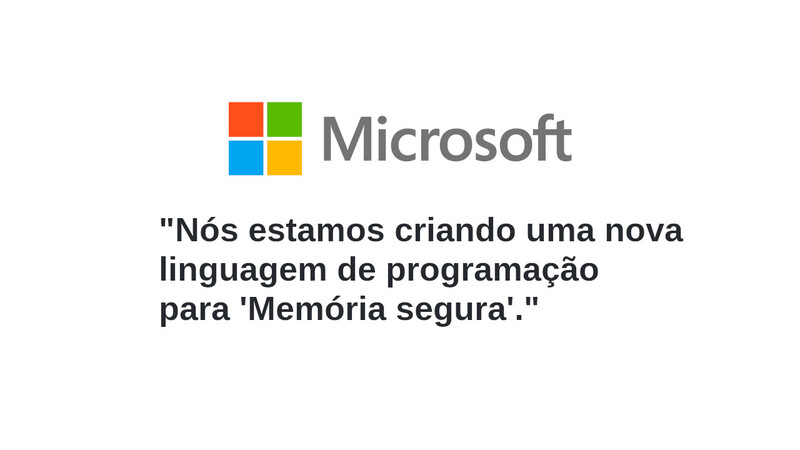 Microsoft
"Nós estamos criando uma nova
linguagem de programação
para 'Memória segura'."